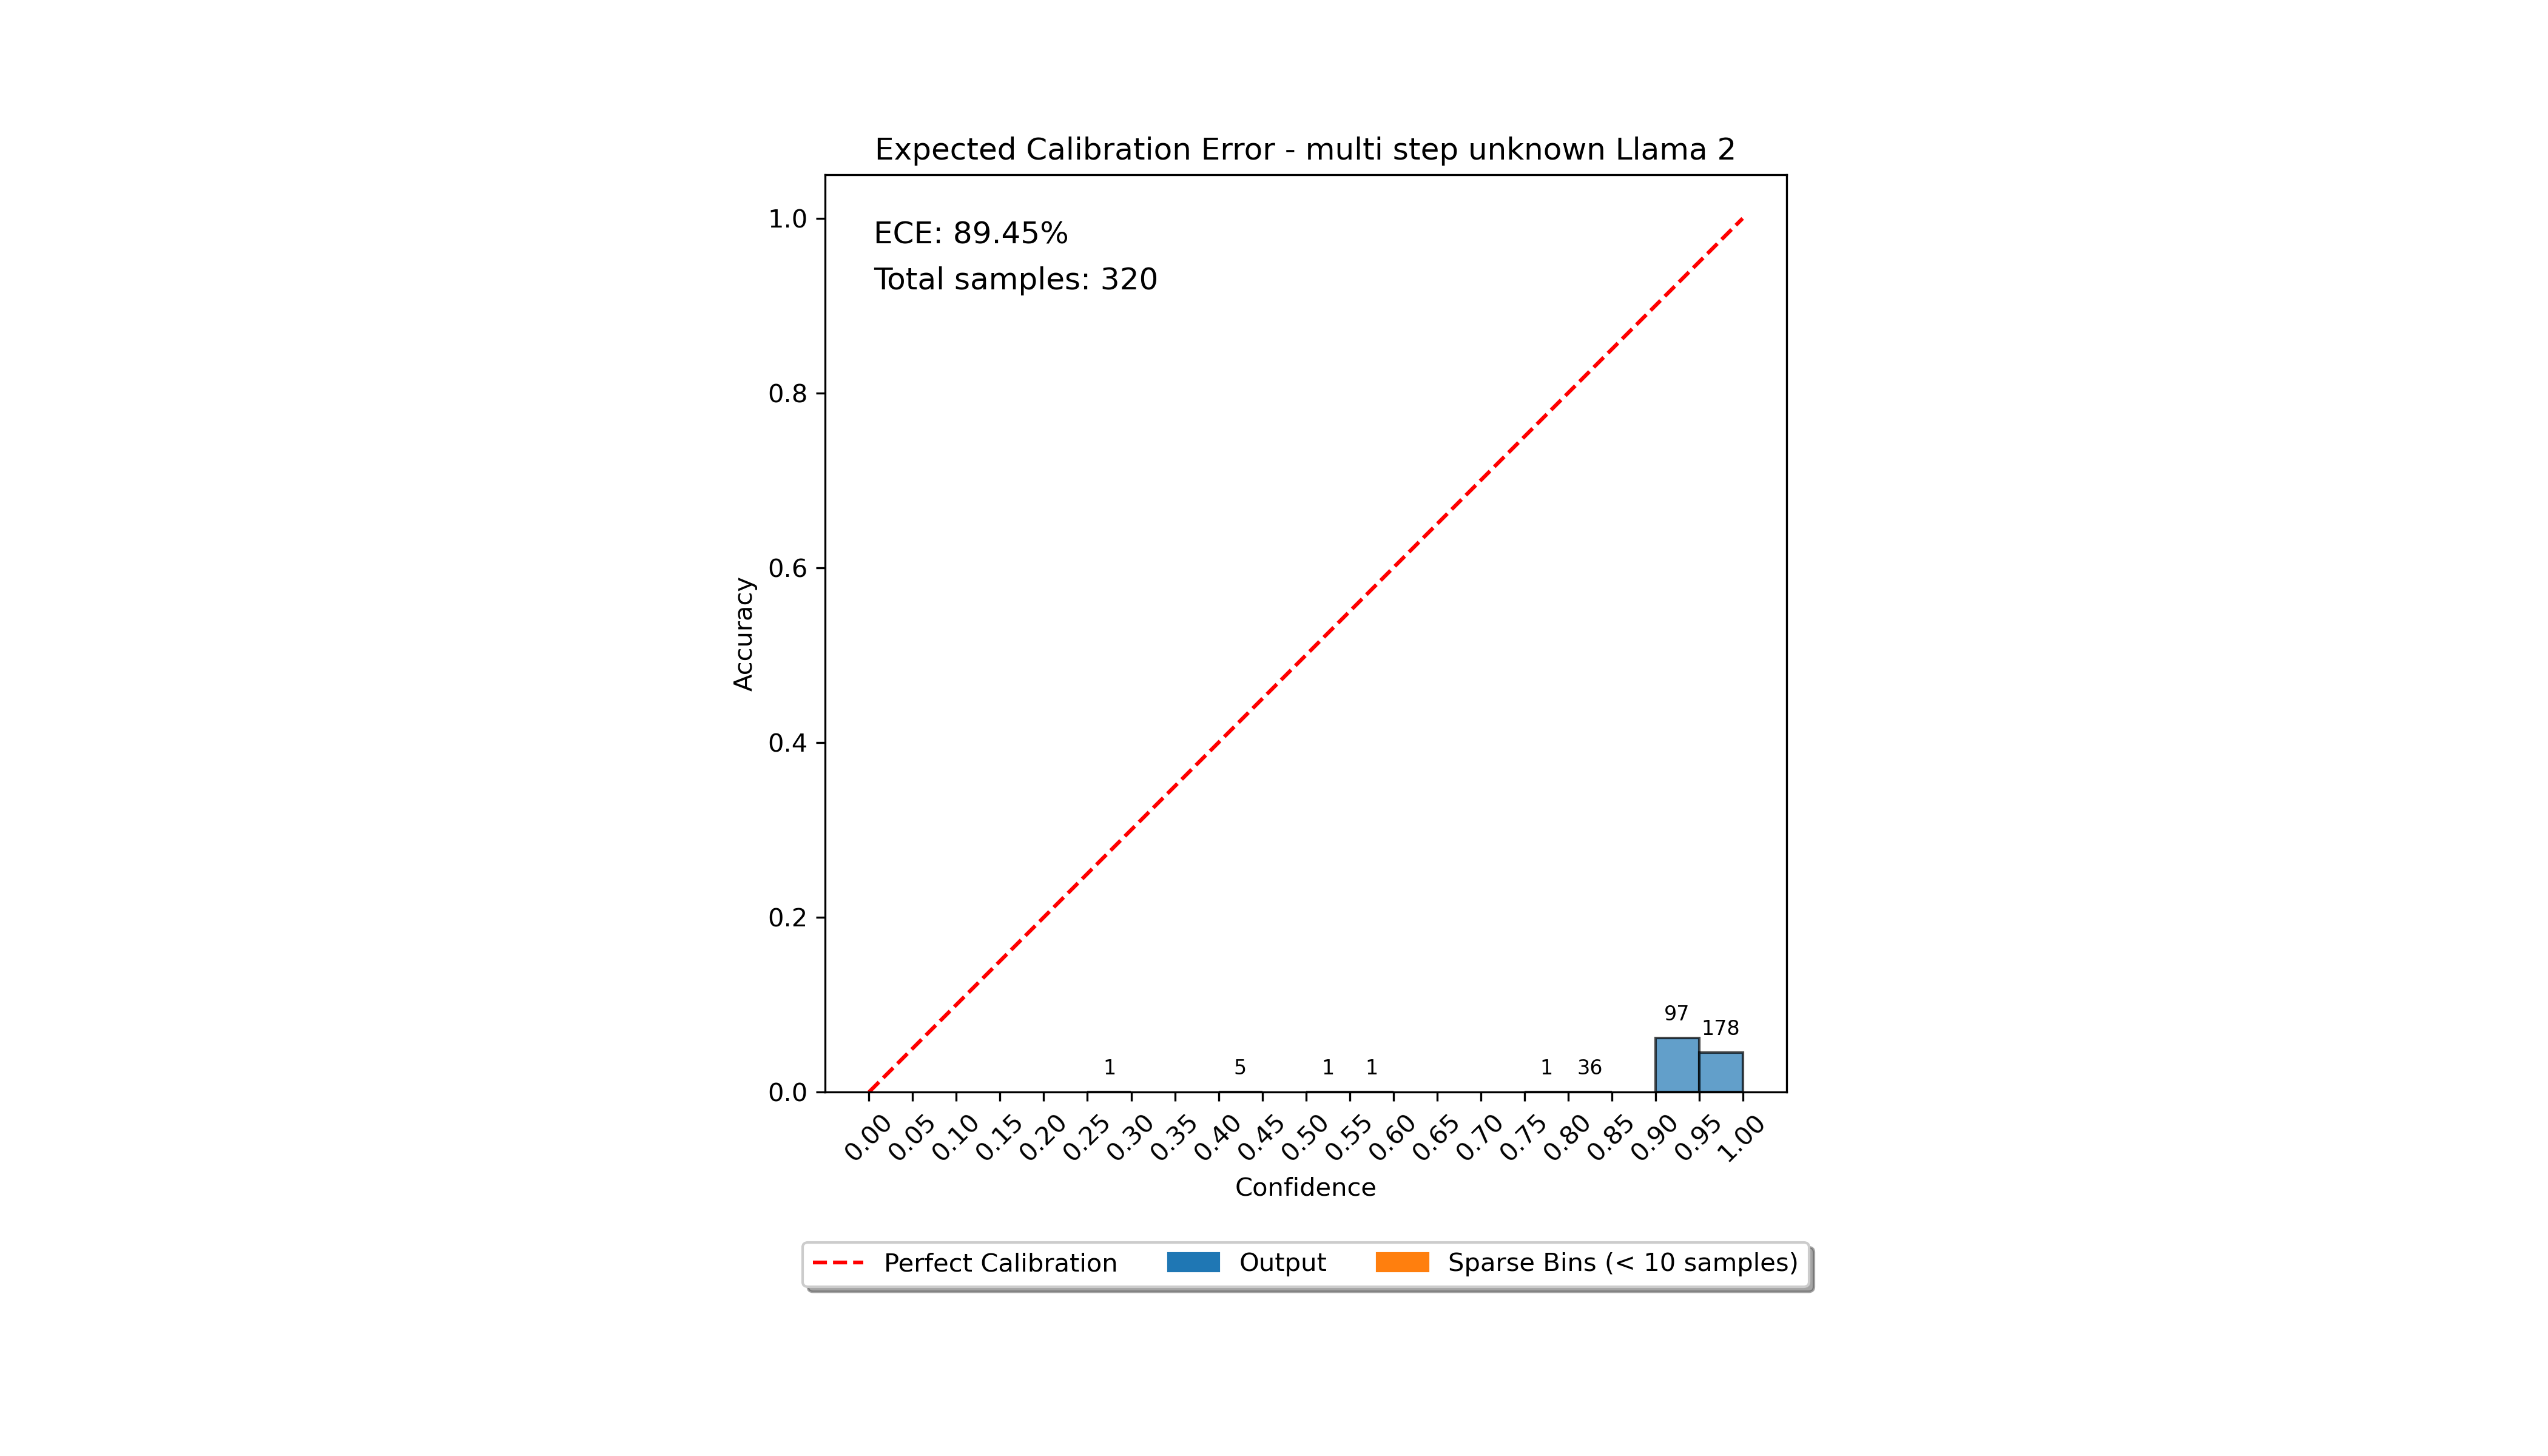 Expected Calibration Error - multi step unknown Llama 2
ECE: 89.45%
Total samples: 320
1.0
0.8
0.6
0.4
0.2
0.0
Accuracy
1 5 1 1 1 36 97 178
0.00 0.05 0.10 0.15 0.20 0.25 0.30 0.35 0.40 0.45 0.50 0.55 0.60 0.65 0.70 0.75 0.80 0.85 0.90 0.95 1.00
Confidence
Perfect Calibration Output Sparse Bins (< 10 samples)